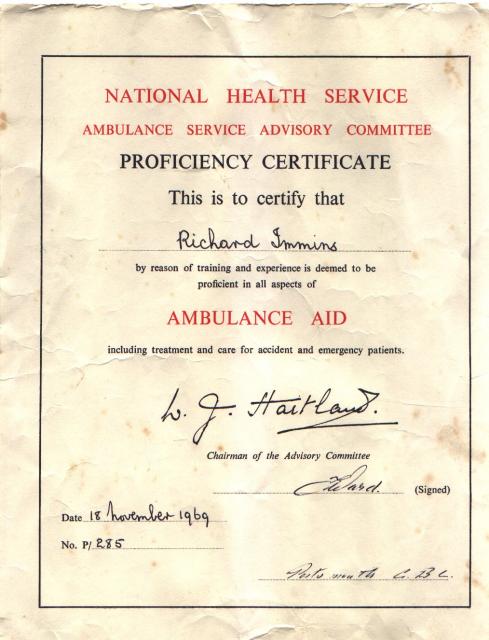 NATIONAL HEALTH SERVICE
AMBULANCE SERVICE ADVISORY COMMITTEE
PROFICIENCY CERTIFICATE
This is to certify that
Richard Immins
by reason of training and experience is deemed to be
proficient in all aspects of
AMBULANCE AID
including treatment and care for accident and emergency patients.
W. J. Hartland.
Chairman of the Advisory Committee
Ward. (Signed)
Date 18 November 1969
No. P/ 285
Portsmouth C. B. C.